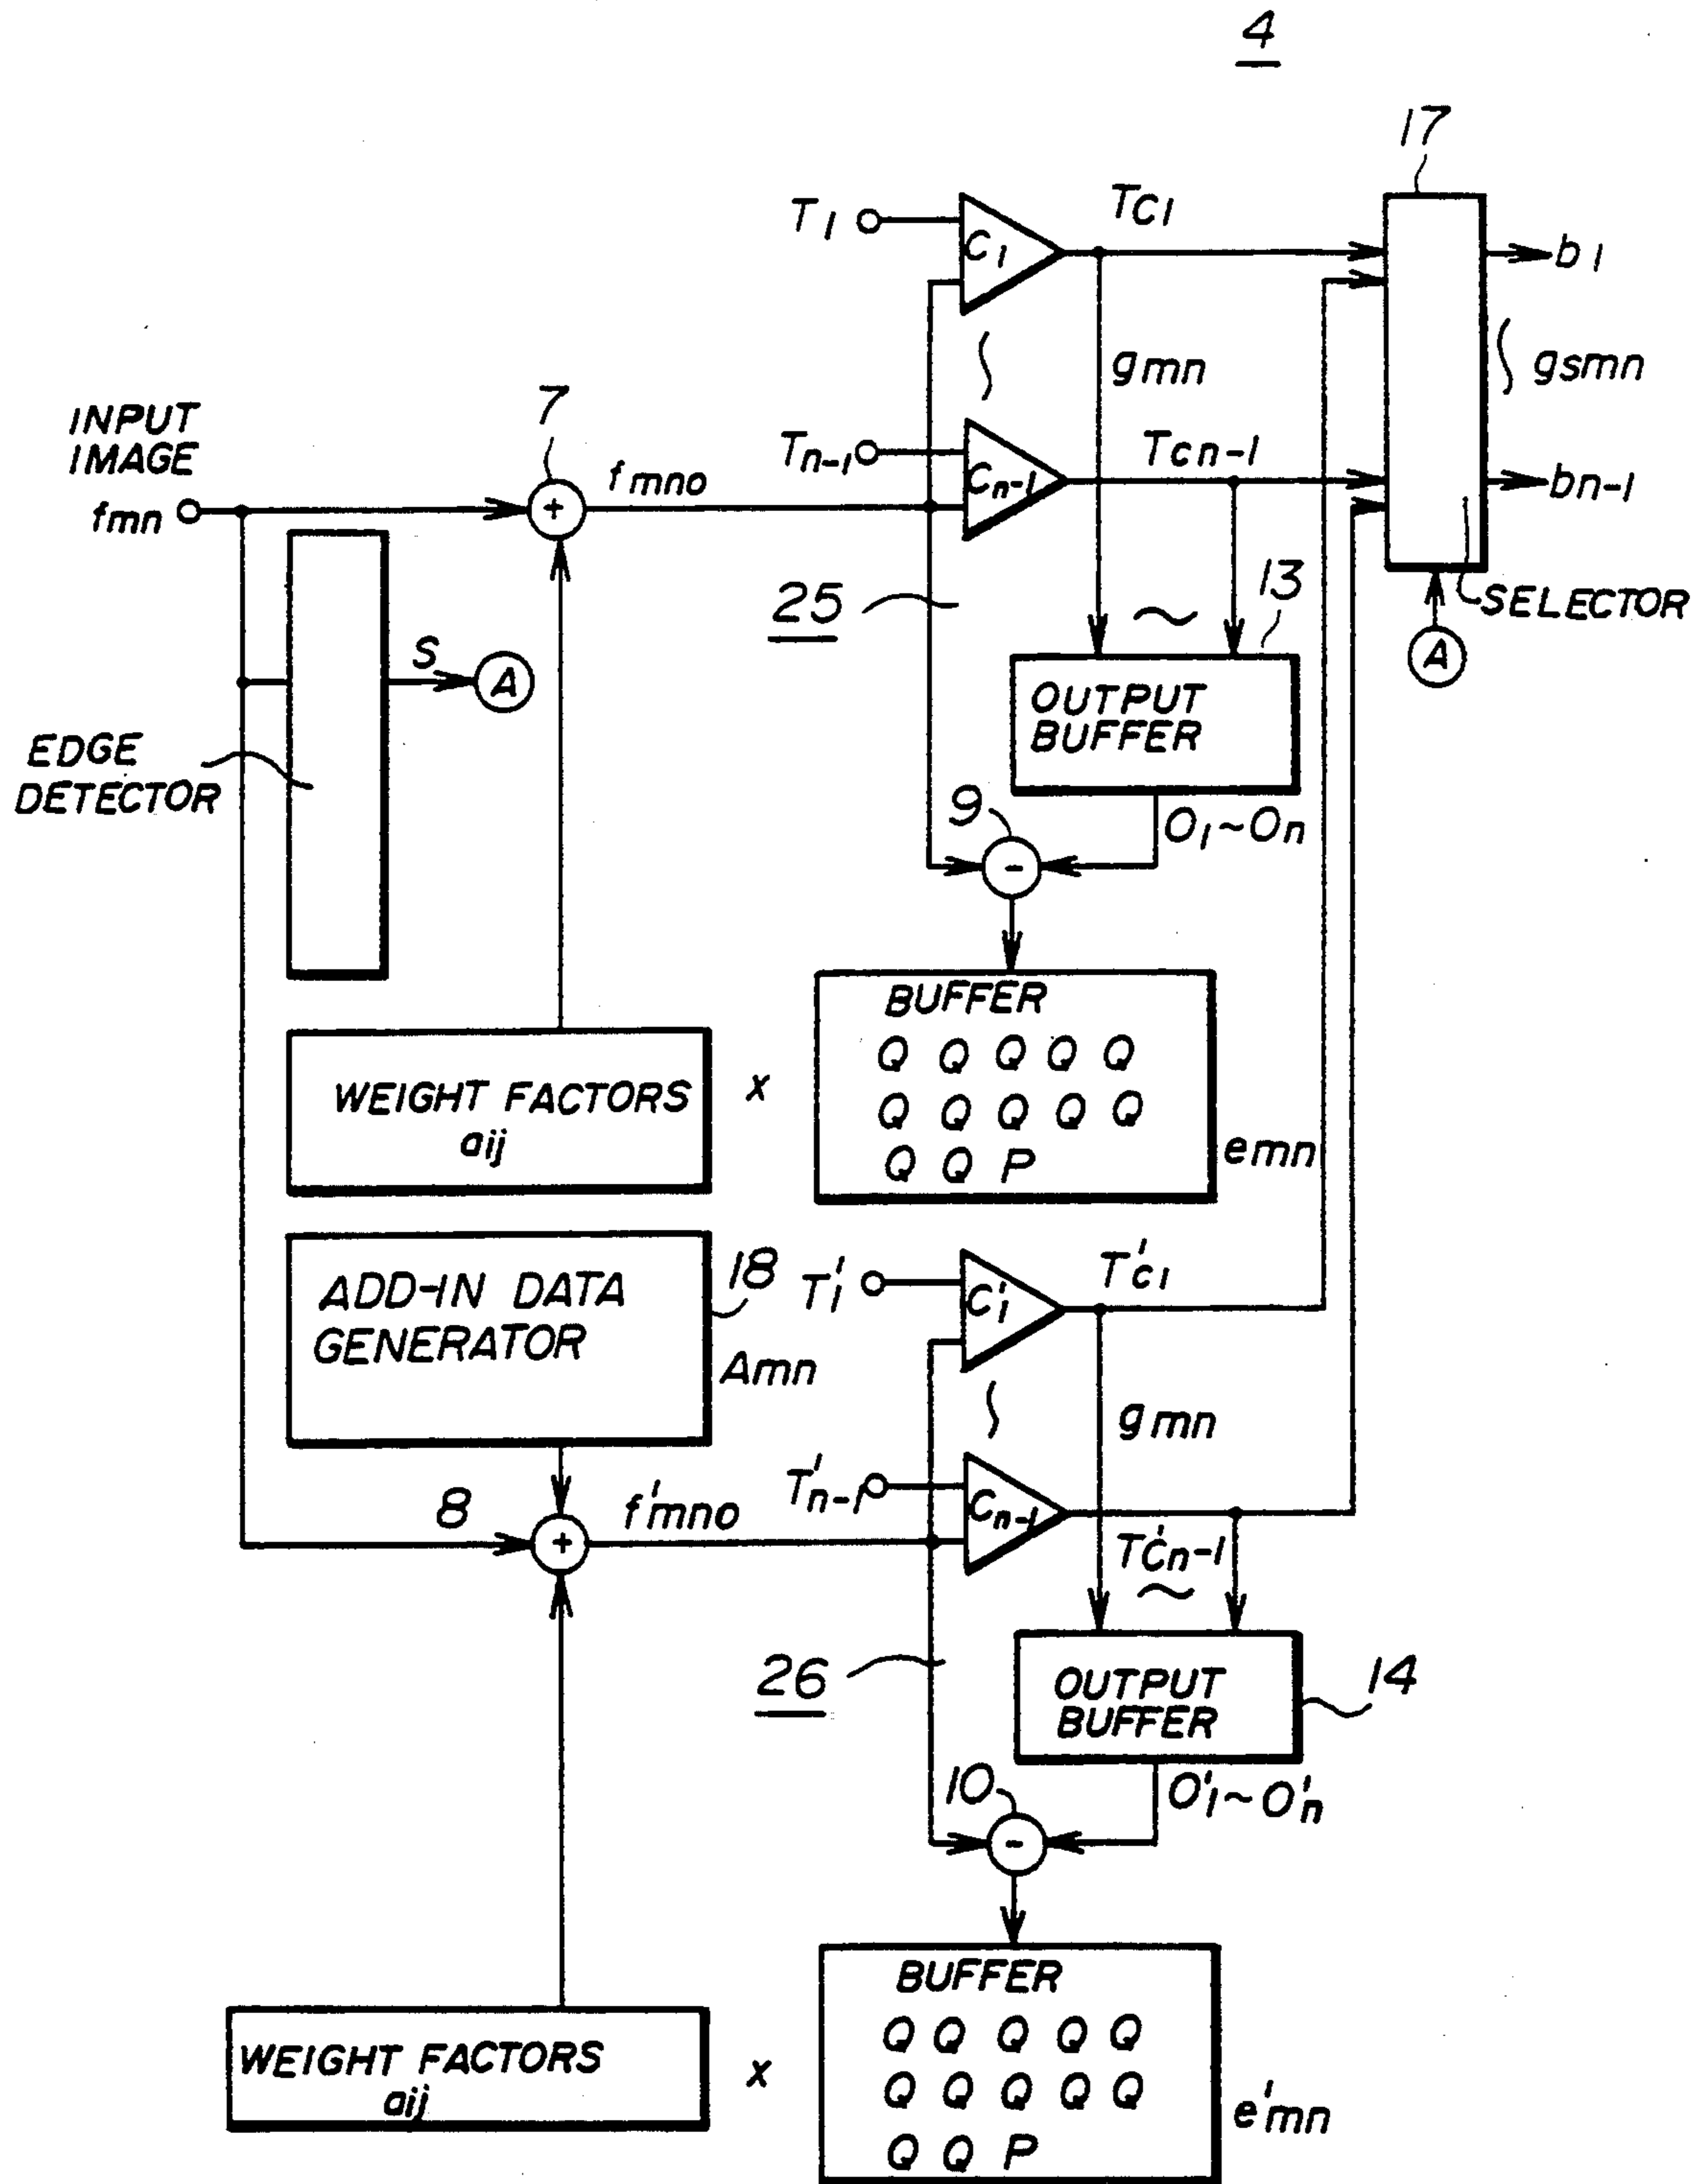 4
17
T1
C1
Tc1
b1
gmn
gsmn
INPUT
IMAGE
fmn
7
+
fmno
Tn-1
Cn-1
Tcn-1
bn-1
25
13
SELECTOR
A
S
A
OUTPUT
BUFFER
EDGE
DETECTOR
9
-
O1~On
BUFFER
Q Q Q Q Q
Q Q Q Q Q
Q Q P
emn
WEIGHT FACTORS
aij
x
ADD-IN DATA
GENERATOR
18
Amn
T'1
C'1
T'c1
gmn
8
+
f'mno
T'n-1
Cn-1
Tc'n-1
~
26
OUTPUT
BUFFER
14
10
-
O'1~O'n
BUFFER
Q Q Q Q Q
Q Q Q Q Q
Q Q P
e'mn
WEIGHT FACTORS
aij
x